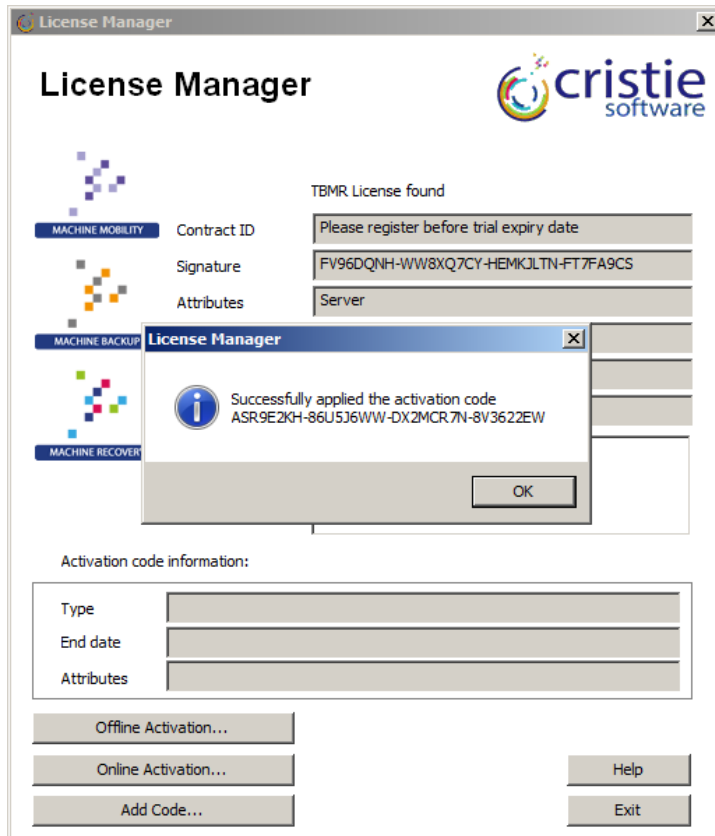 License Manager
License Manager
cristie
software
TBMR License found
MACHINE MOBILITY
Contract ID
Please register before trial expiry date
Signature
FV96DQNH-WW8XQ7CY-HEMKJLTN-FT7FA9CS
Attributes
Server
MACHINE BACKUP
License Manager
Successfully applied the activation code
ASR9E2KH-86U5J6WW-DX2MCR7N-8V3622EW
MACHINE RECOVERY
OK
Activation code information:
Type
End date
Attributes
Offline Activation...
Online Activation...
Help
Add Code...
Exit